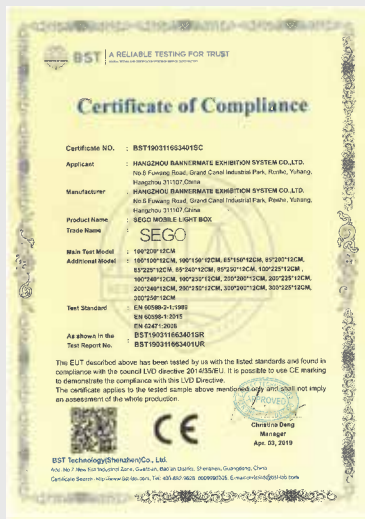 BST
A RELIABLE TESTING FOR TRUST
Certificate of Compliance
Certificate NO. : BST190311663401SC
Applicant : HANGZHOU BANNERMATE EXHIBITION SYSTEM CO.,LTD.
No.6 Fuwang Road, Grand Canal Industrial Park, Renhe, Yuhang,
Hangzhou 311107,China
Manufacturer : HANGZHOU BANNERMATE EXHIBITION SYSTEM CO.,LTD.
No.6 Fuwang Road, Grand Canal Industrial Park, Renhe, Yuhang,
Hangzhou 311107,China
Product Name : SEGO MOBILE LIGHT BOX
Trade Name : SEGO
Main Test Model : 100*200*12CM
Additional Model : 100*100*12CM, 100*150*12CM, 85*150*12CM, 85*200*12CM,
85*225*12CM, 85*240*12CM, 85*250*12CM, 100*225*12CM,
100*240*12CM, 100*250*12CM, 200*200*12CM, 200*225*12CM,
200*240*12CM, 200*250*12CM, 300*200*12CM, 300*225*12CM,
300*250*12CM
Test Standard : EN 60598-2-1:1989
EN 60598-1:2015
EN 62471:2008
As shown in the : BST190311663401SR
Test Report No. BST190311663401UR
The EUT described above has been tested by us with the listed standards and found in
compliance with the council LVD directive 2014/35/EU. It is possible to use CE marking
to demonstrate the compliance with this LVD Directive.
The certificate applies to the tested sample above mentioned only and shall not imply
an assessment of the whole production.
APPROVED
CE
Christina Deng
Manager
Apr. 03, 2019
BST Technology(Shenzhen)Co., Ltd.
Industrial Zone, Bao'an District, Shenzhen, Guangdong, China
Certificate Search: